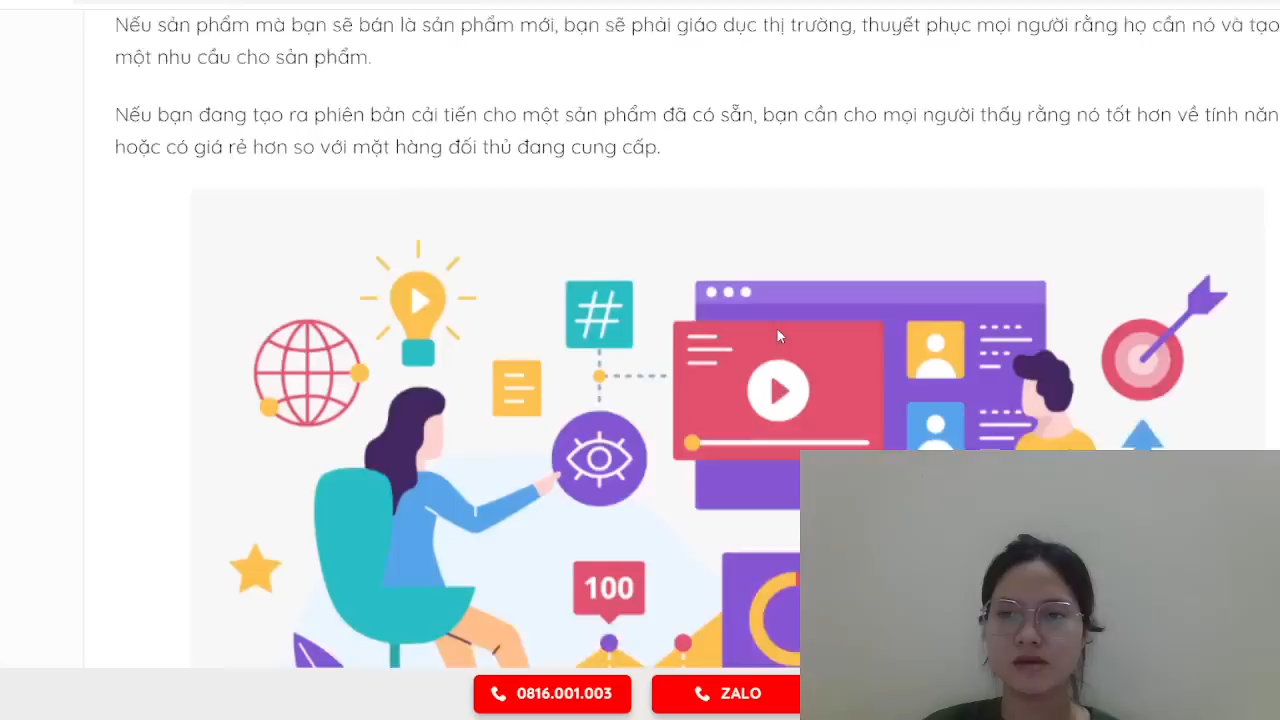 Nếu sản phẩm mà bạn sẽ bán là sản phẩm mới, bạn sẽ phải giáo dục thị trường, thuyết phục mọi người rằng họ cần nó và tạo
một nhu cầu cho sản phẩm.
Nếu bạn đang tạo ra phiên bản cải tiến cho một sản phẩm đã có sẵn, bạn cần cho mọi người thấy rằng nó tốt hơn về tính năn
hoặc có giá rẻ hơn so với mặt hàng đối thủ đang cung cấp.
#
100
0816.001.003
ZALO